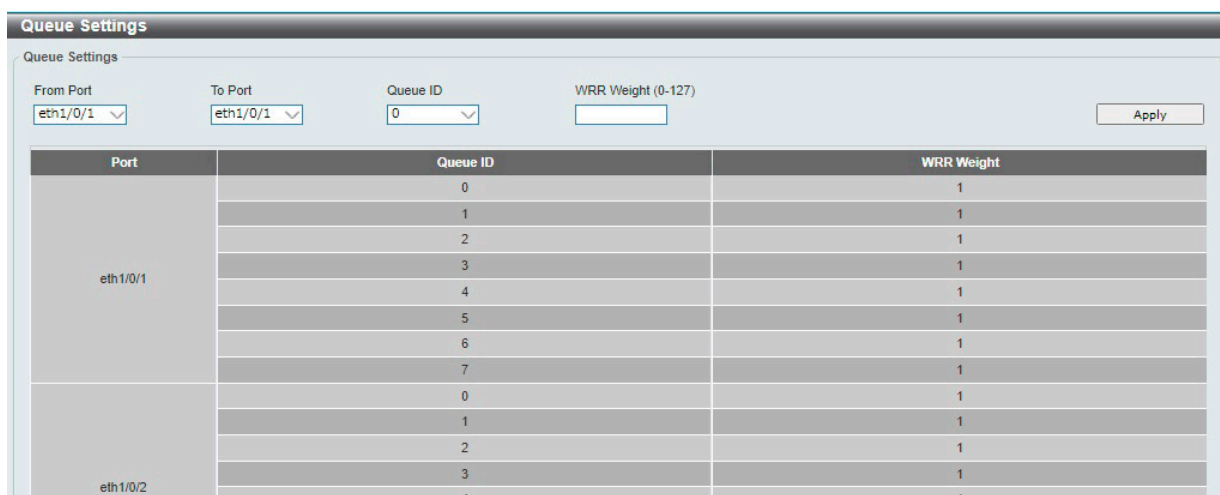 Queue Settings
Queue Settings
From Port To Port Queue ID WRR Weight (0-127)
eth1/0/1 eth1/0/1 0 Apply
Port Queue ID WRR Weight
0 1
1 1
2 1
3 1
eth1/0/1
4 1
5 1
6 1
7 1
0 1
1 1
2 1
3 1
eth1/0/2